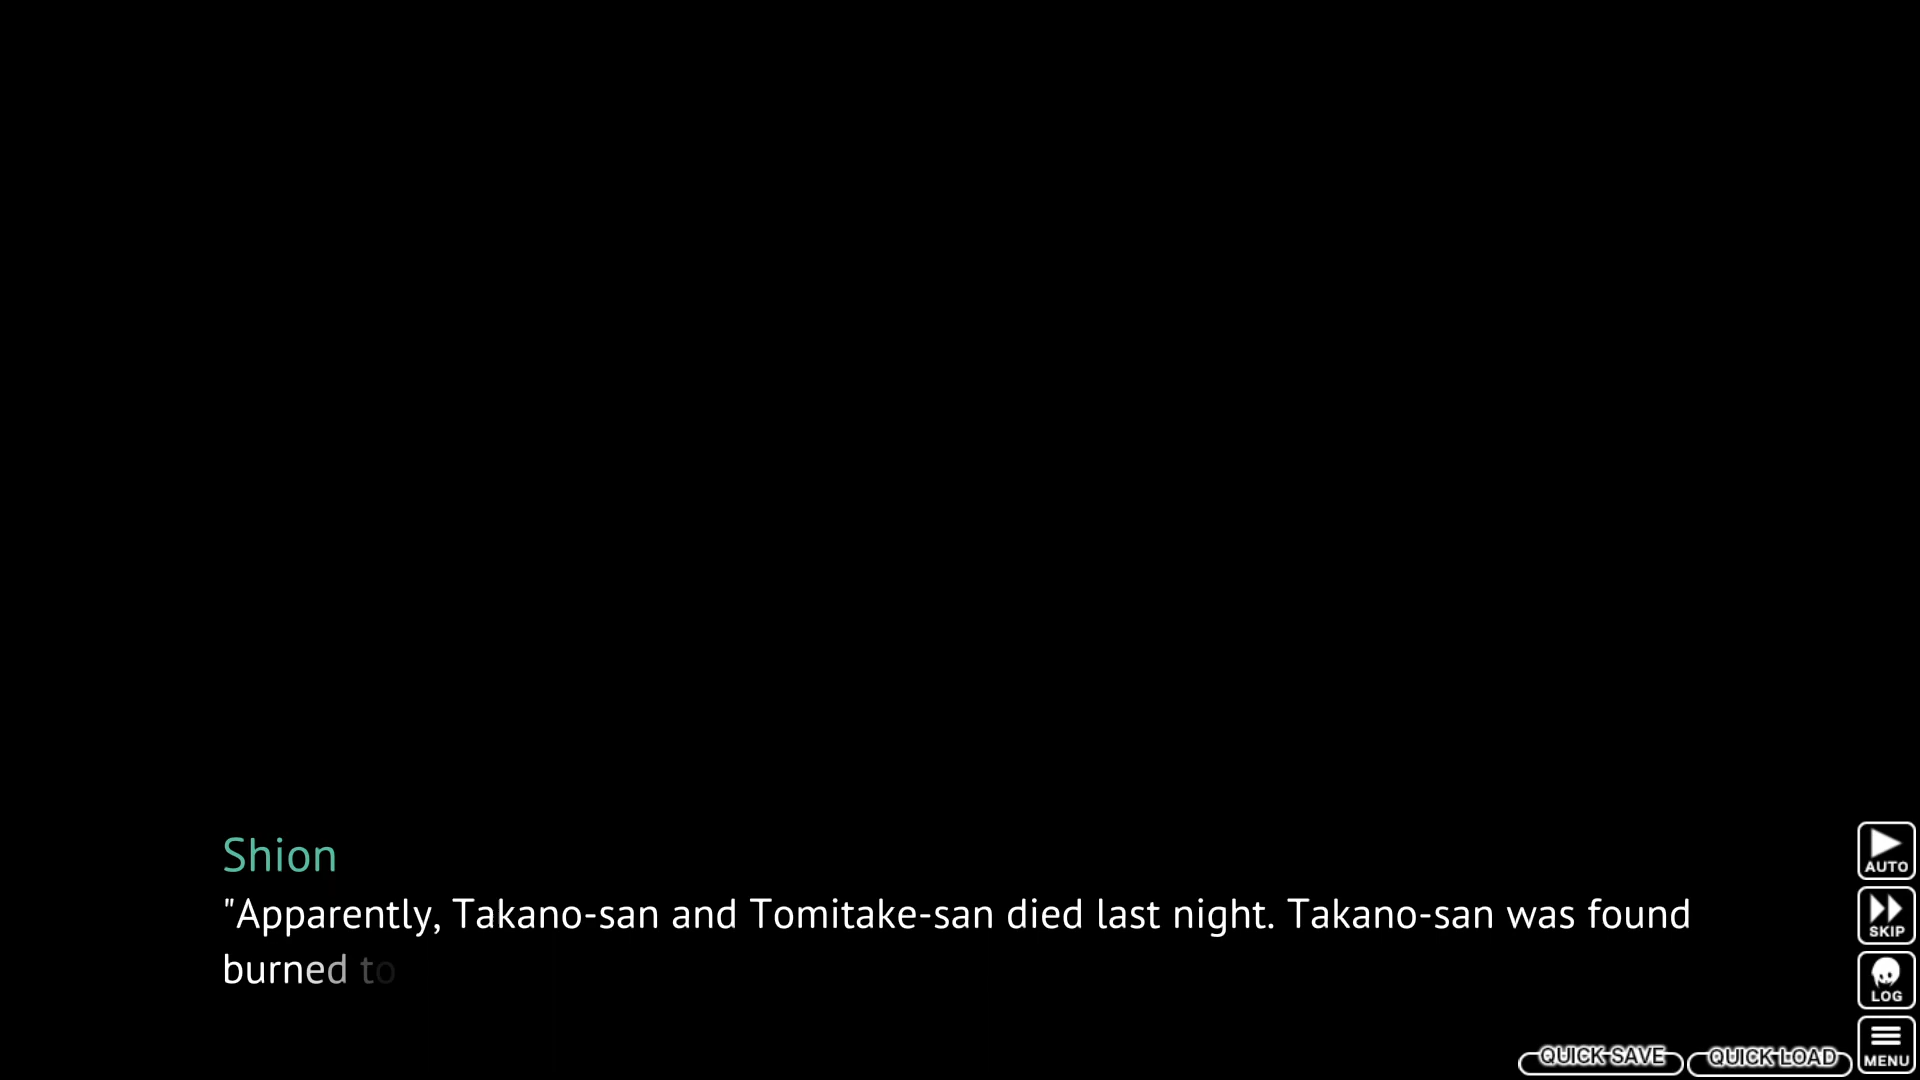 Shion
"Apparently, Takano-san and Tomitake-san died last night. Takano-san was found
burned to
AUTO
SKIP
LOG
MENU
QUICK SAVE
QUICK LOAD